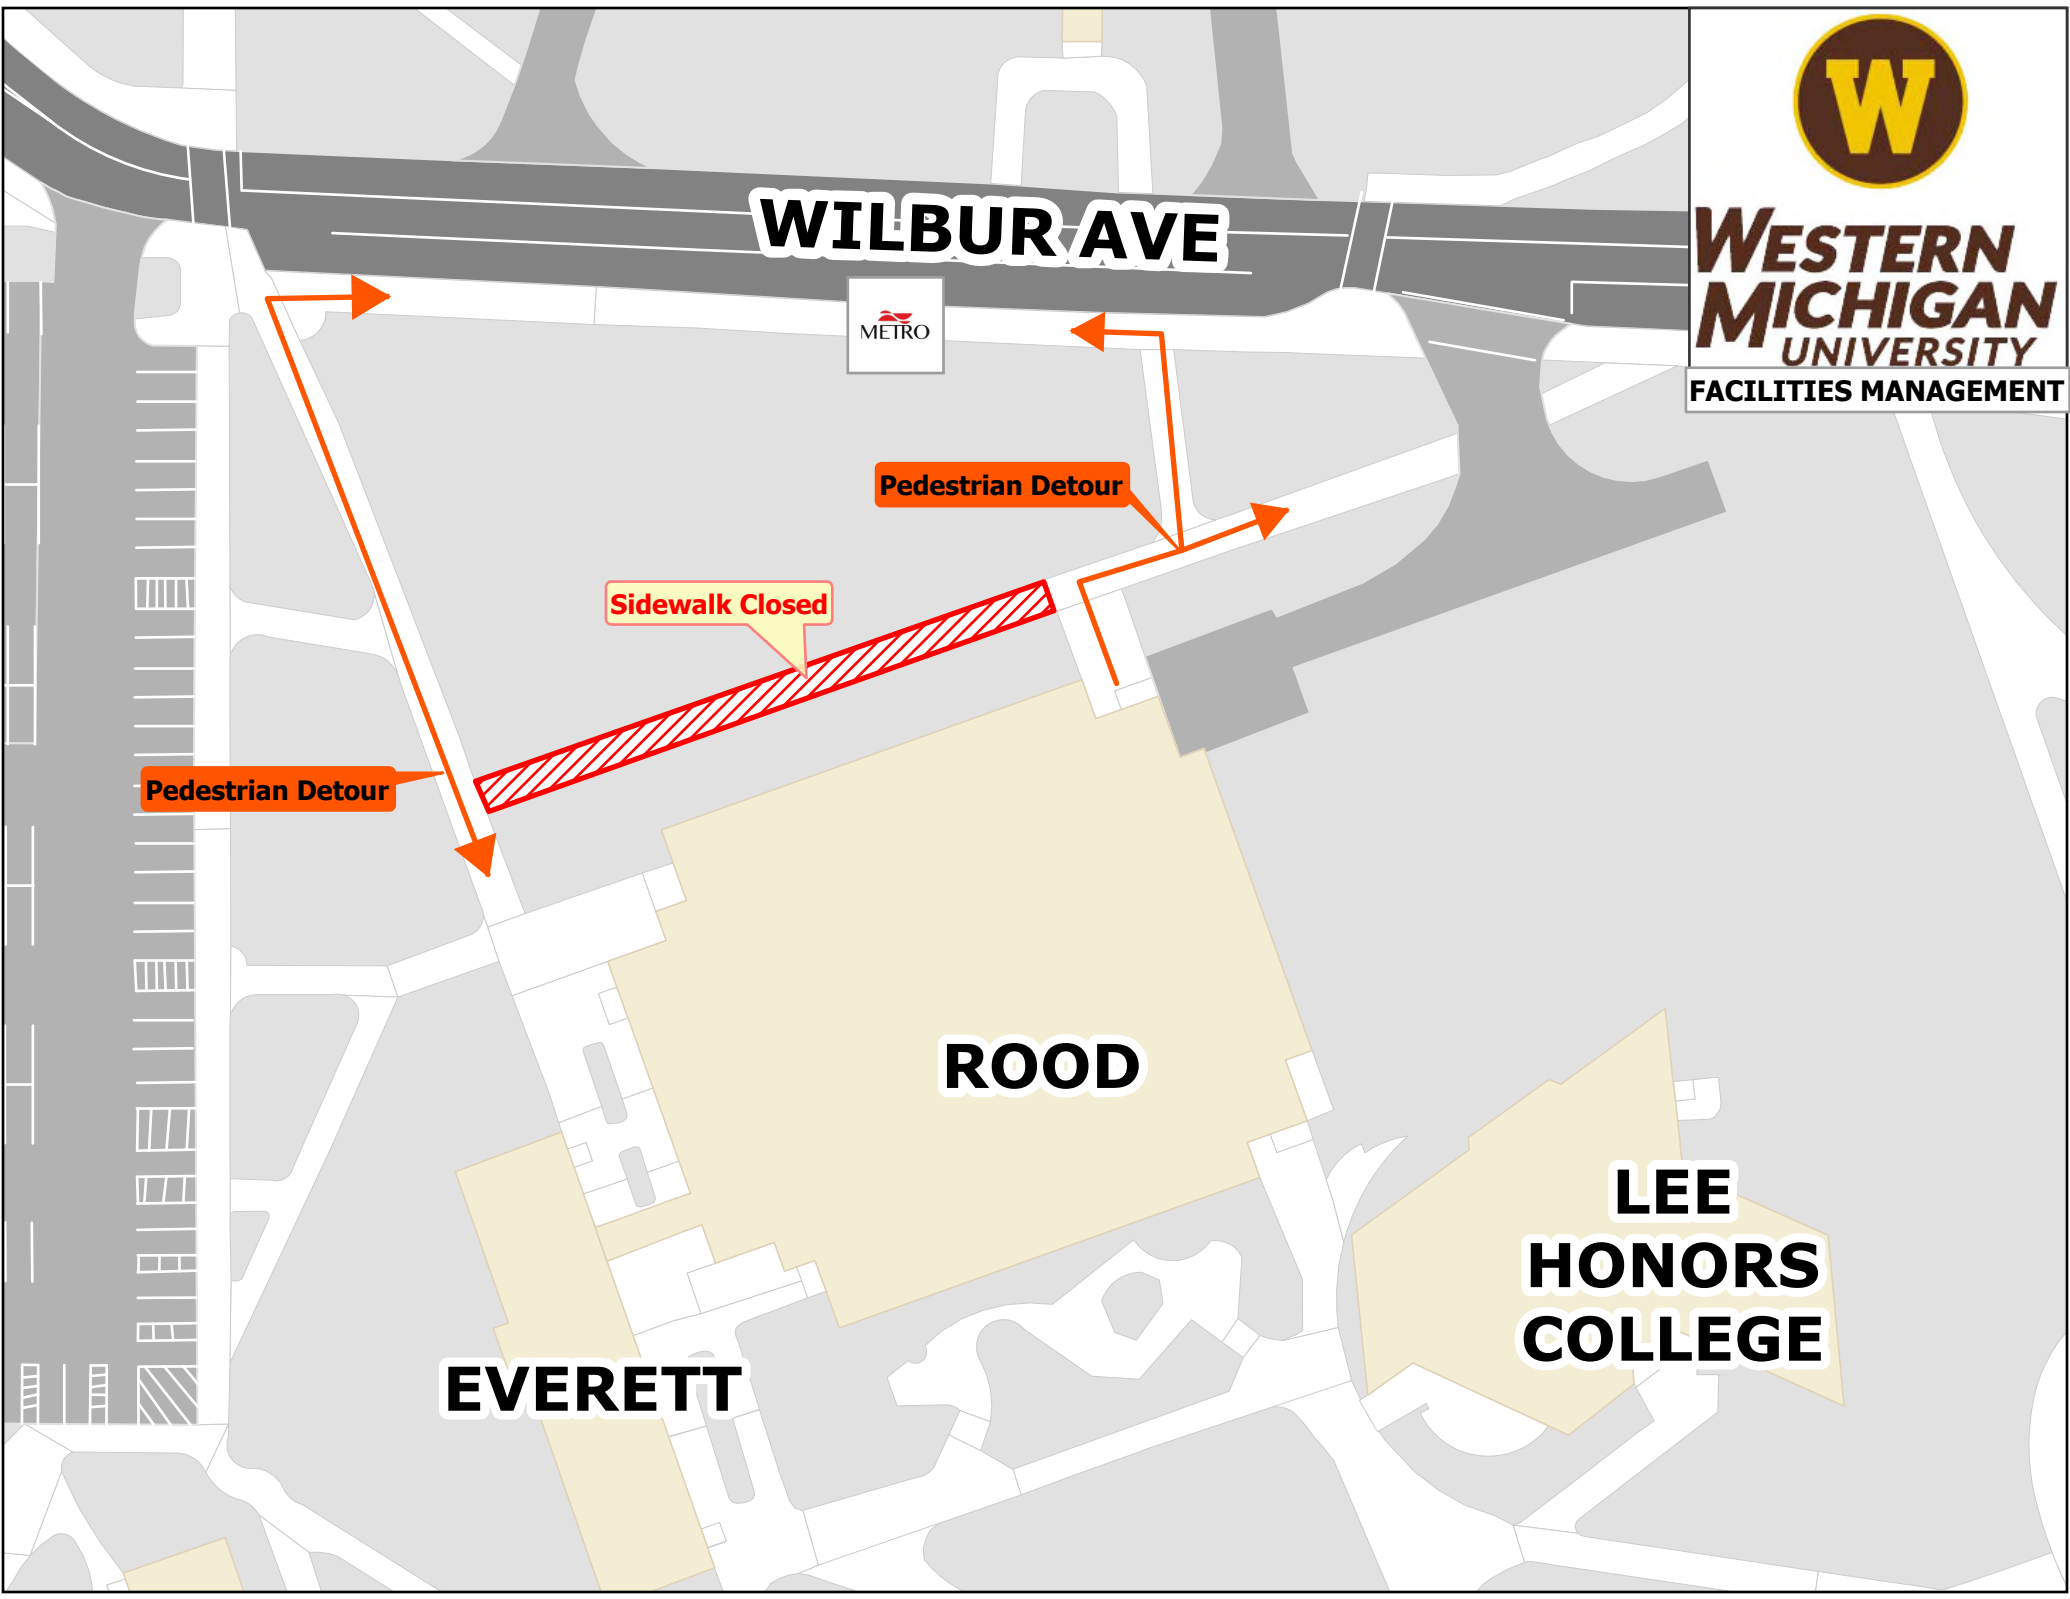 W
WESTERN
MICHIGAN
UNIVERSITY
FACILITIES MANAGEMENT
WILBUR AVE
METRO
Pedestrian Detour
Sidewalk Closed
Pedestrian Detour
ROOD
LEE
HONORS
COLLEGE
EVERETT